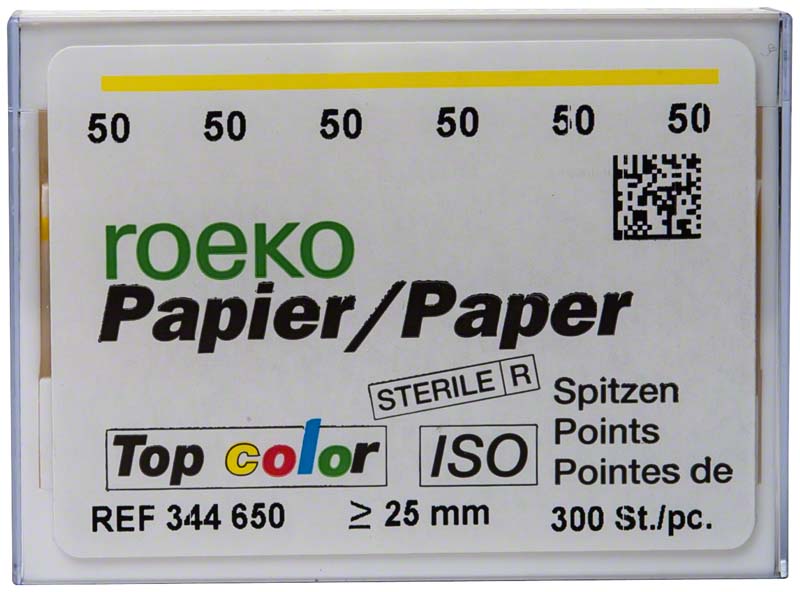 50 50 50 50 50 50
roeko
Papier/Paper
STERILE R
Spitzen
Top color
ISO
Points
Pointes de
REF 344 650
≥ 25 mm
300 St./pc.